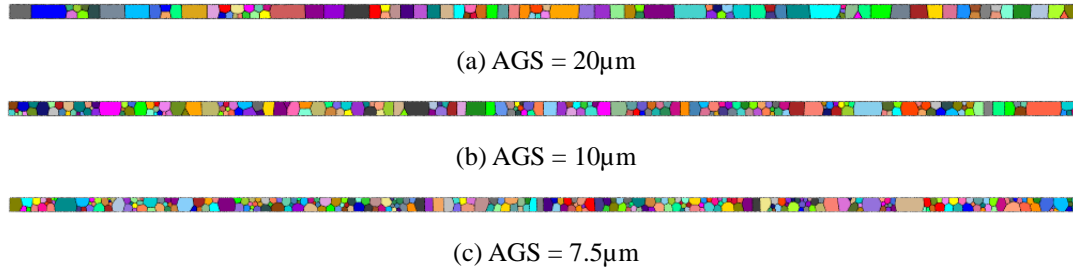 (a) AGS = 20μm
(b) AGS = 10μm
(c) AGS = 7.5μm